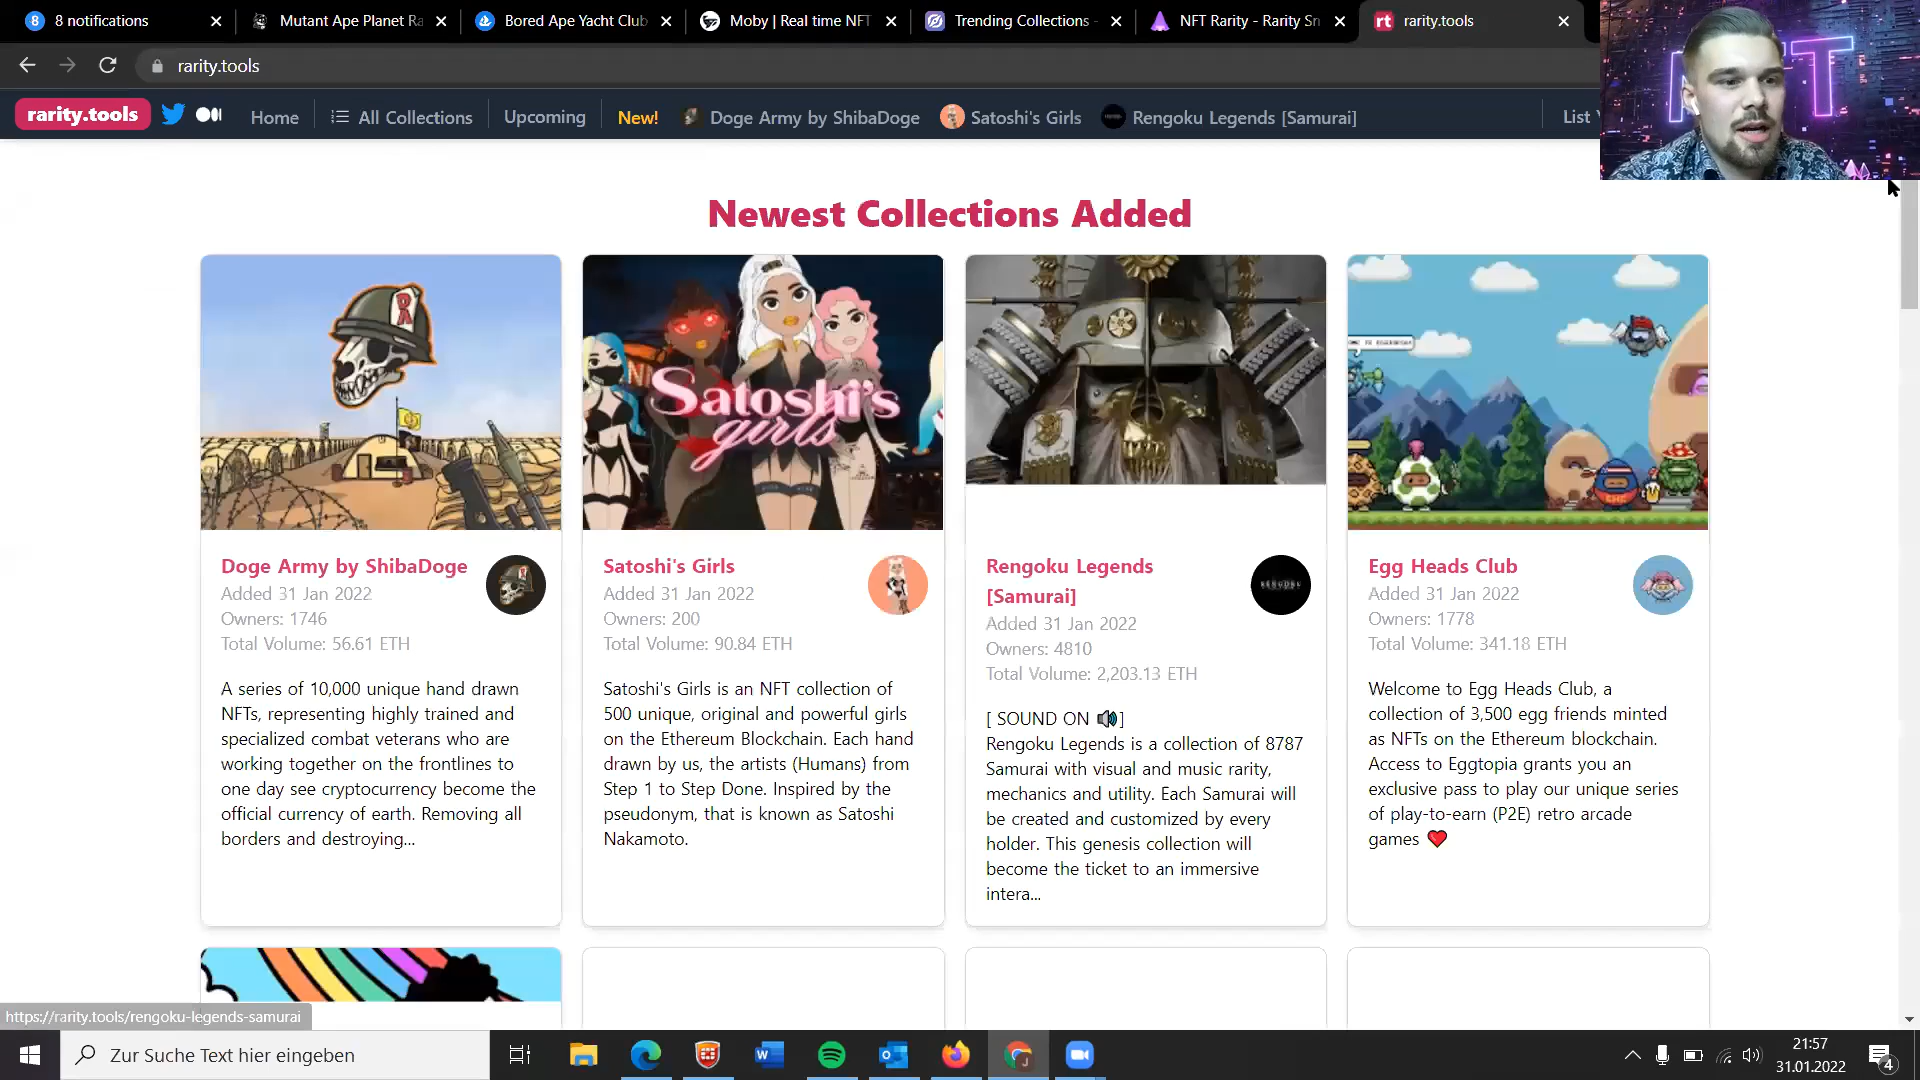 8 notifications
Mutant Ape Planet Ra
Bored Ape Yacht Club
Moby | Real time NFT
Trending Collections -
NFT Rarity - Rarity Sn
rt rarity.tools
rarity.tools
rarity.tools
Home
All Collections
Upcoming
New!
Doge Army by ShibaDoge
Satoshi's Girls
Rengoku Legends [Samurai]
List
Newest Collections Added
Satoshi's
girls
Doge Army by ShibaDoge
Added 31 Jan 2022
Owners: 1746
Total Volume: 56.61 ETH
A series of 10,000 unique hand drawn
NFTs, representing highly trained and
specialized combat veterans who are
working together on the frontlines to
one day see cryptocurrency become the
official currency of earth. Removing all
borders and destroying...
Satoshi's Girls
Added 31 Jan 2022
Owners: 200
Total Volume: 90.84 ETH
Satoshi's Girls is an NFT collection of
500 unique, original and powerful girls
on the Ethereum Blockchain. Each hand
drawn by us, the artists (Humans) from
Step 1 to Step Done. Inspired by the
pseudonym, that is known as Satoshi
Nakamoto.
Rengoku Legends
[Samurai]
Added 31 Jan 2022
Owners: 4810
Total Volume: 2,203.13 ETH
[ SOUND ON 🔊]
Rengoku Legends is a collection of 8787
Samurai with visual and music rarity,
mechanics and utility. Each Samurai will
be created and customized by every
holder. This genesis collection will
become the ticket to an immersive
intera...
Egg Heads Club
Added 31 Jan 2022
Owners: 1778
Total Volume: 341.18 ETH
Welcome to Egg Heads Club, a
collection of 3,500 egg friends minted
as NFTs on the Ethereum blockchain.
Access to Eggtopia grants you an
exclusive pass to play our unique series
of play-to-earn (P2E) retro arcade
games ❤️
https://rarity.tools/rengoku-legends-samurai
Zur Suche Text hier eingeben
21:57
31.01.2022
4